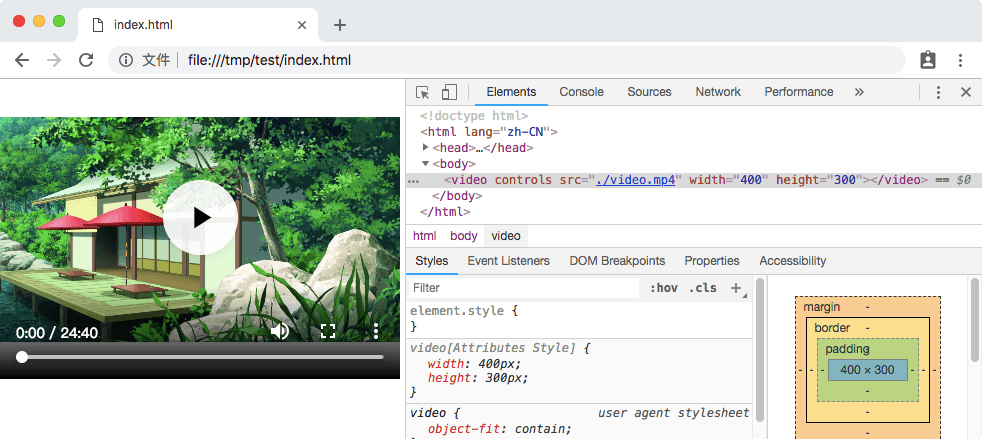 index.html
文件 file:///tmp/test/index.html
Elements Console Sources Network Performance »
<!doctype html>
<html lang="zh-CN">
<head>…</head>
<body>
… <video controls src="./video.mp4" width="400" height="300"></video> == $0
</body>
</html>
html body video
Styles Event Listeners DOM Breakpoints Properties Accessibility
Filter :hov .cls +
element.style {
}
video[Attributes Style] {
width: 400px;
height: 300px;
}
video { user agent stylesheet
object-fit: contain;
margin -
border -
padding -
- - - 400 × 300 - - -
-
-
-
0:00 / 24:40